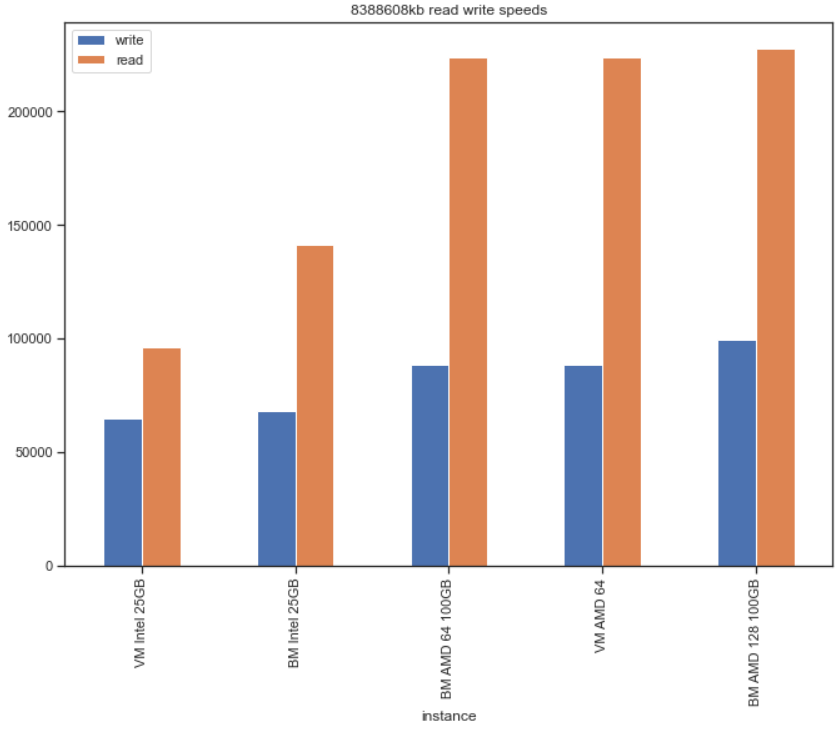 8388608kb read write speeds
write
read
200000
150000
100000
50000
0
VM Intel 25GB
BM Intel 25GB
BM AMD 64 100GB
VM AMD 64
BM AMD 128 100GB
instance